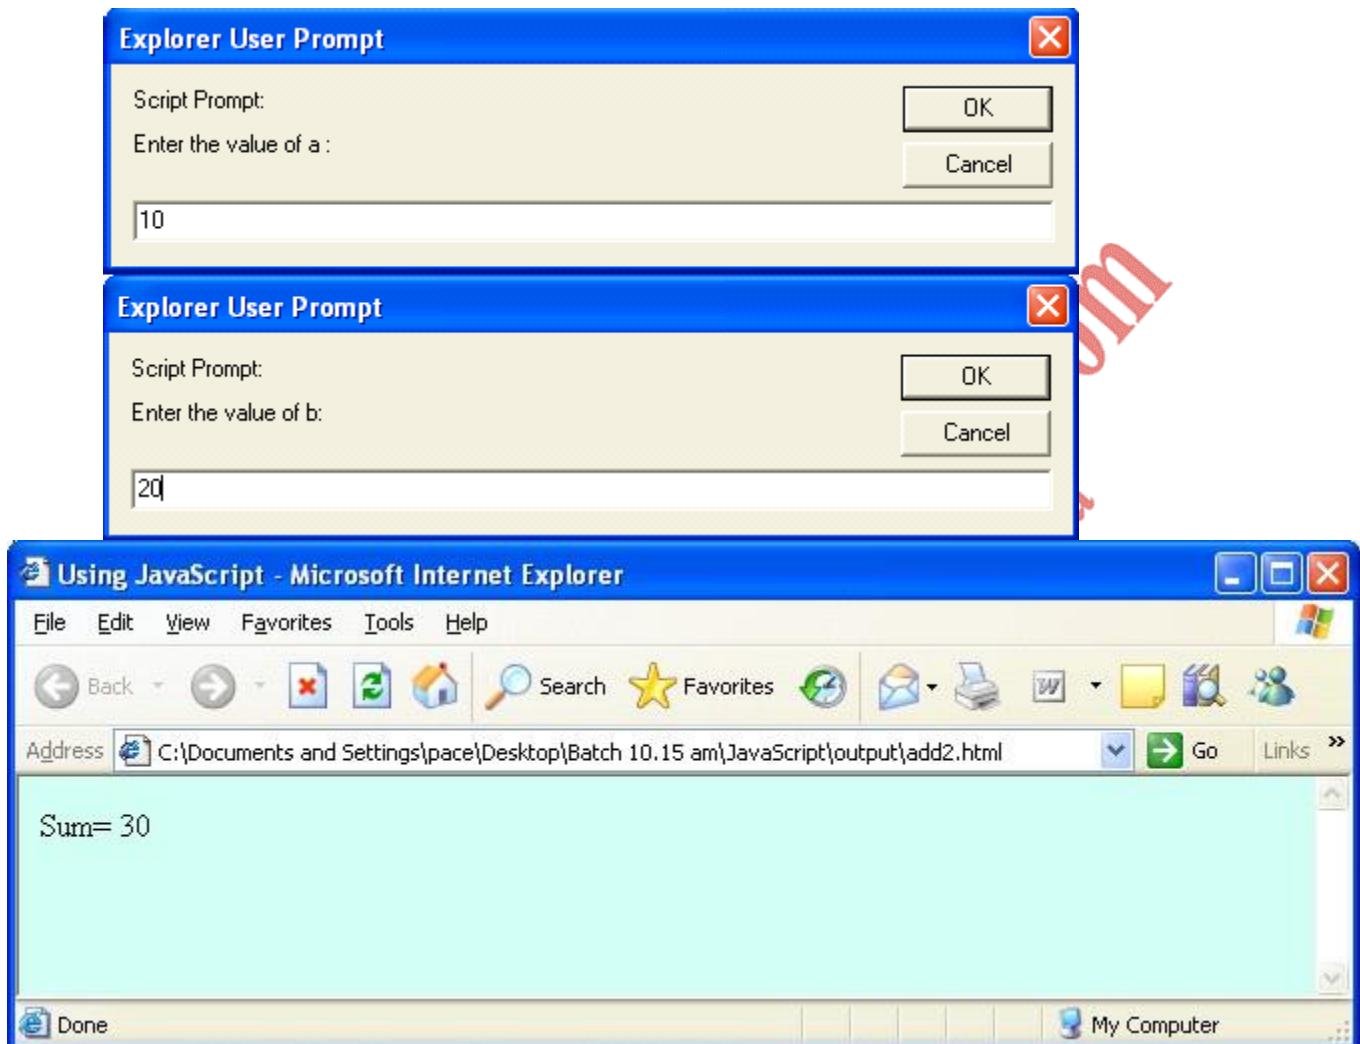 Explorer User Prompt
Script Prompt:
OK
Enter the value of a :
Cancel
10
Explorer User Prompt
Script Prompt:
OK
Enter the value of b:
Cancel
20
Using JavaScript - Microsoft Internet Explorer
File Edit View Favorites Tools Help
Back Search Favorites
Address C:\Documents and Settings\pace\Desktop\Batch 10.15 am\JavaScript\output\add2.html Go Links »
Sum= 30
Done My Computer